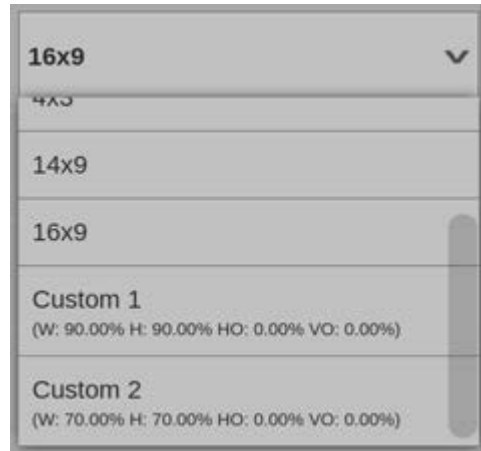 16x9
4x3
14x9
16x9
Custom 1
(W: 90.00% H: 90.00% HO: 0.00% VO: 0.00%)
Custom 2
(W: 70.00% H: 70.00% HO: 0.00% VO: 0.00%)